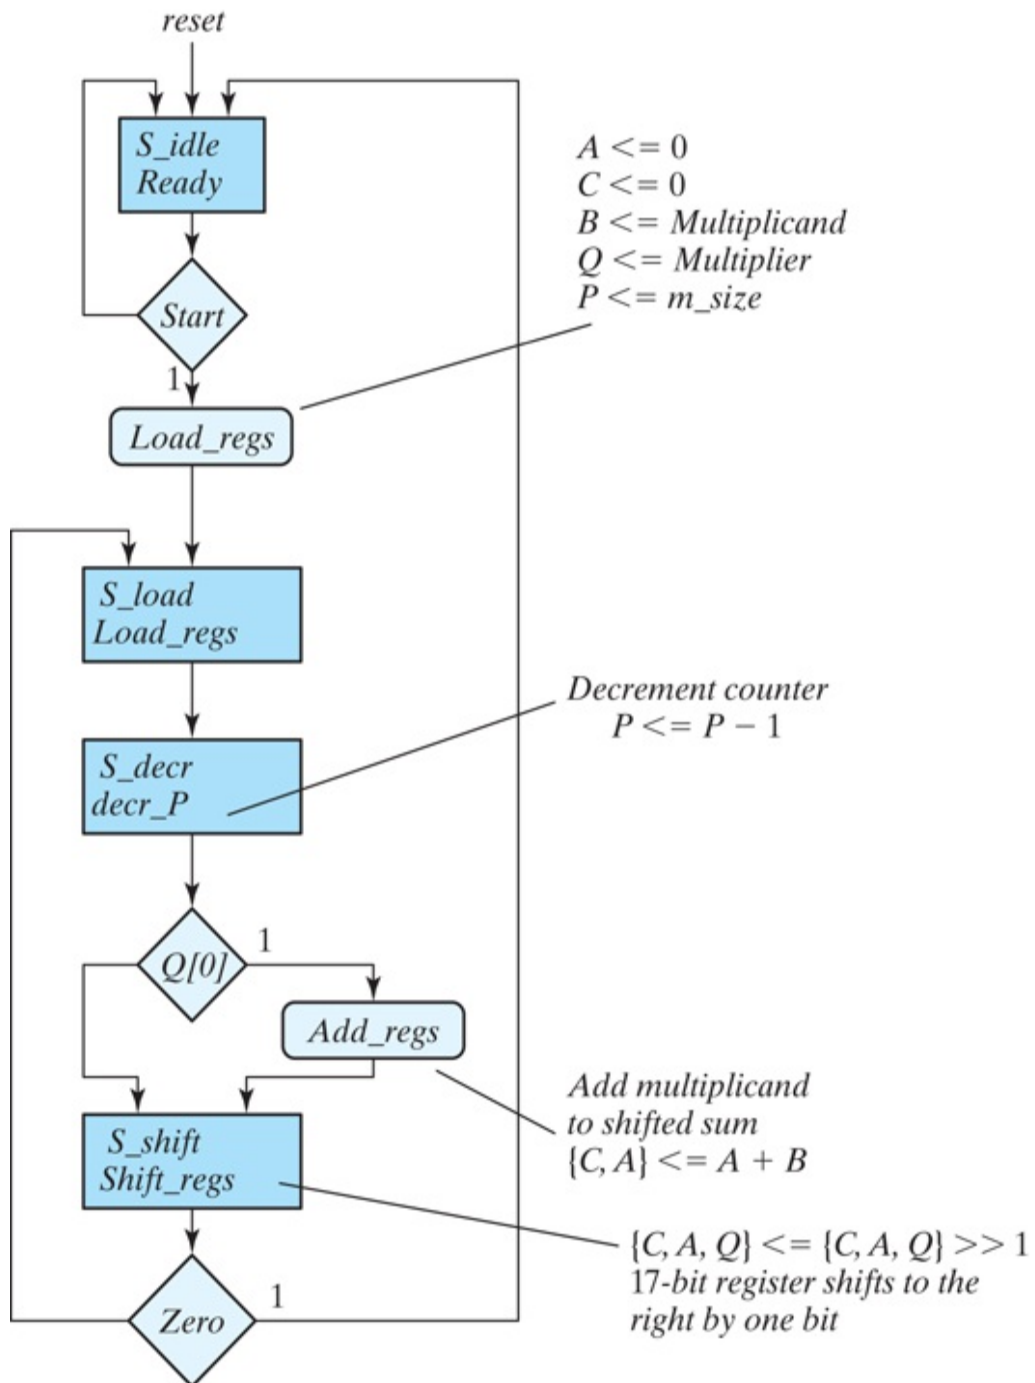 reset
S_idle
Ready
Start
1
Load_regs
A <= 0
C <= 0
B <= Multiplicand
Q <= Multiplier
P <= m_size
S_load
Load_regs
S_decr
decr_P
Decrement counter
P <= P − 1
Q[0]
1
Add_regs
Add multiplicand
to shifted sum
{C, A} <= A + B
S_shift
Shift_regs
{C, A, Q} <= {C, A, Q} >> 1
17-bit register shifts to the
right by one bit
Zero
1